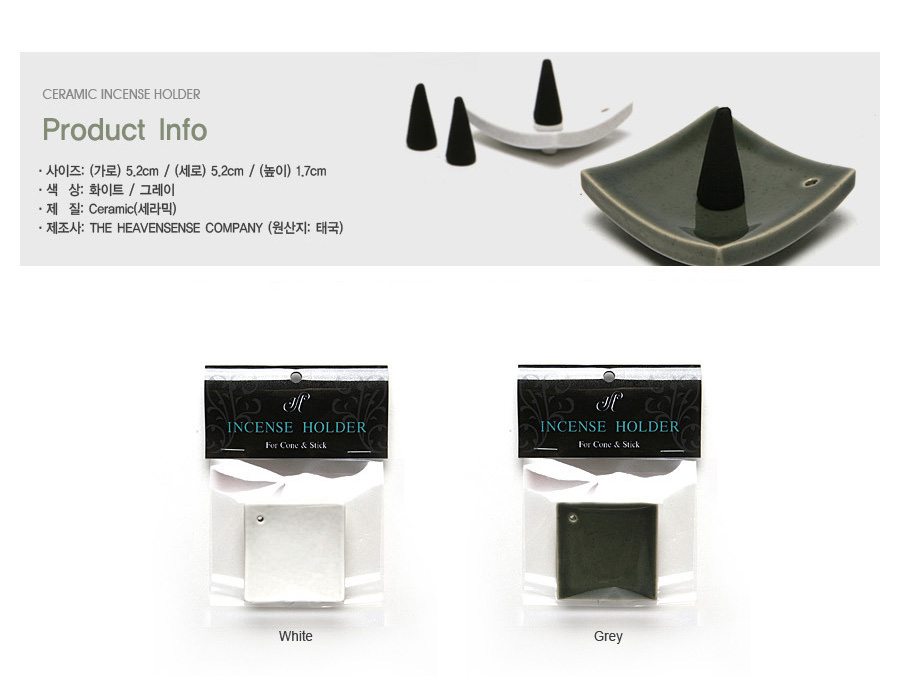 CERAMIC INCENSE HOLDER
Product Info
· 사이즈: (가로) 5.2cm / (세로) 5.2cm / (높이) 1.7cm
· 색 상: 화이트 / 그레이
· 제 질: Ceramic(세라믹)
· 제조사: THE HEAVENSENSE COMPANY (원산지: 태국)
INCENSE HOLDER
For Cone & Stick
INCENSE HOLDER
For Cone & Stick
White
Grey